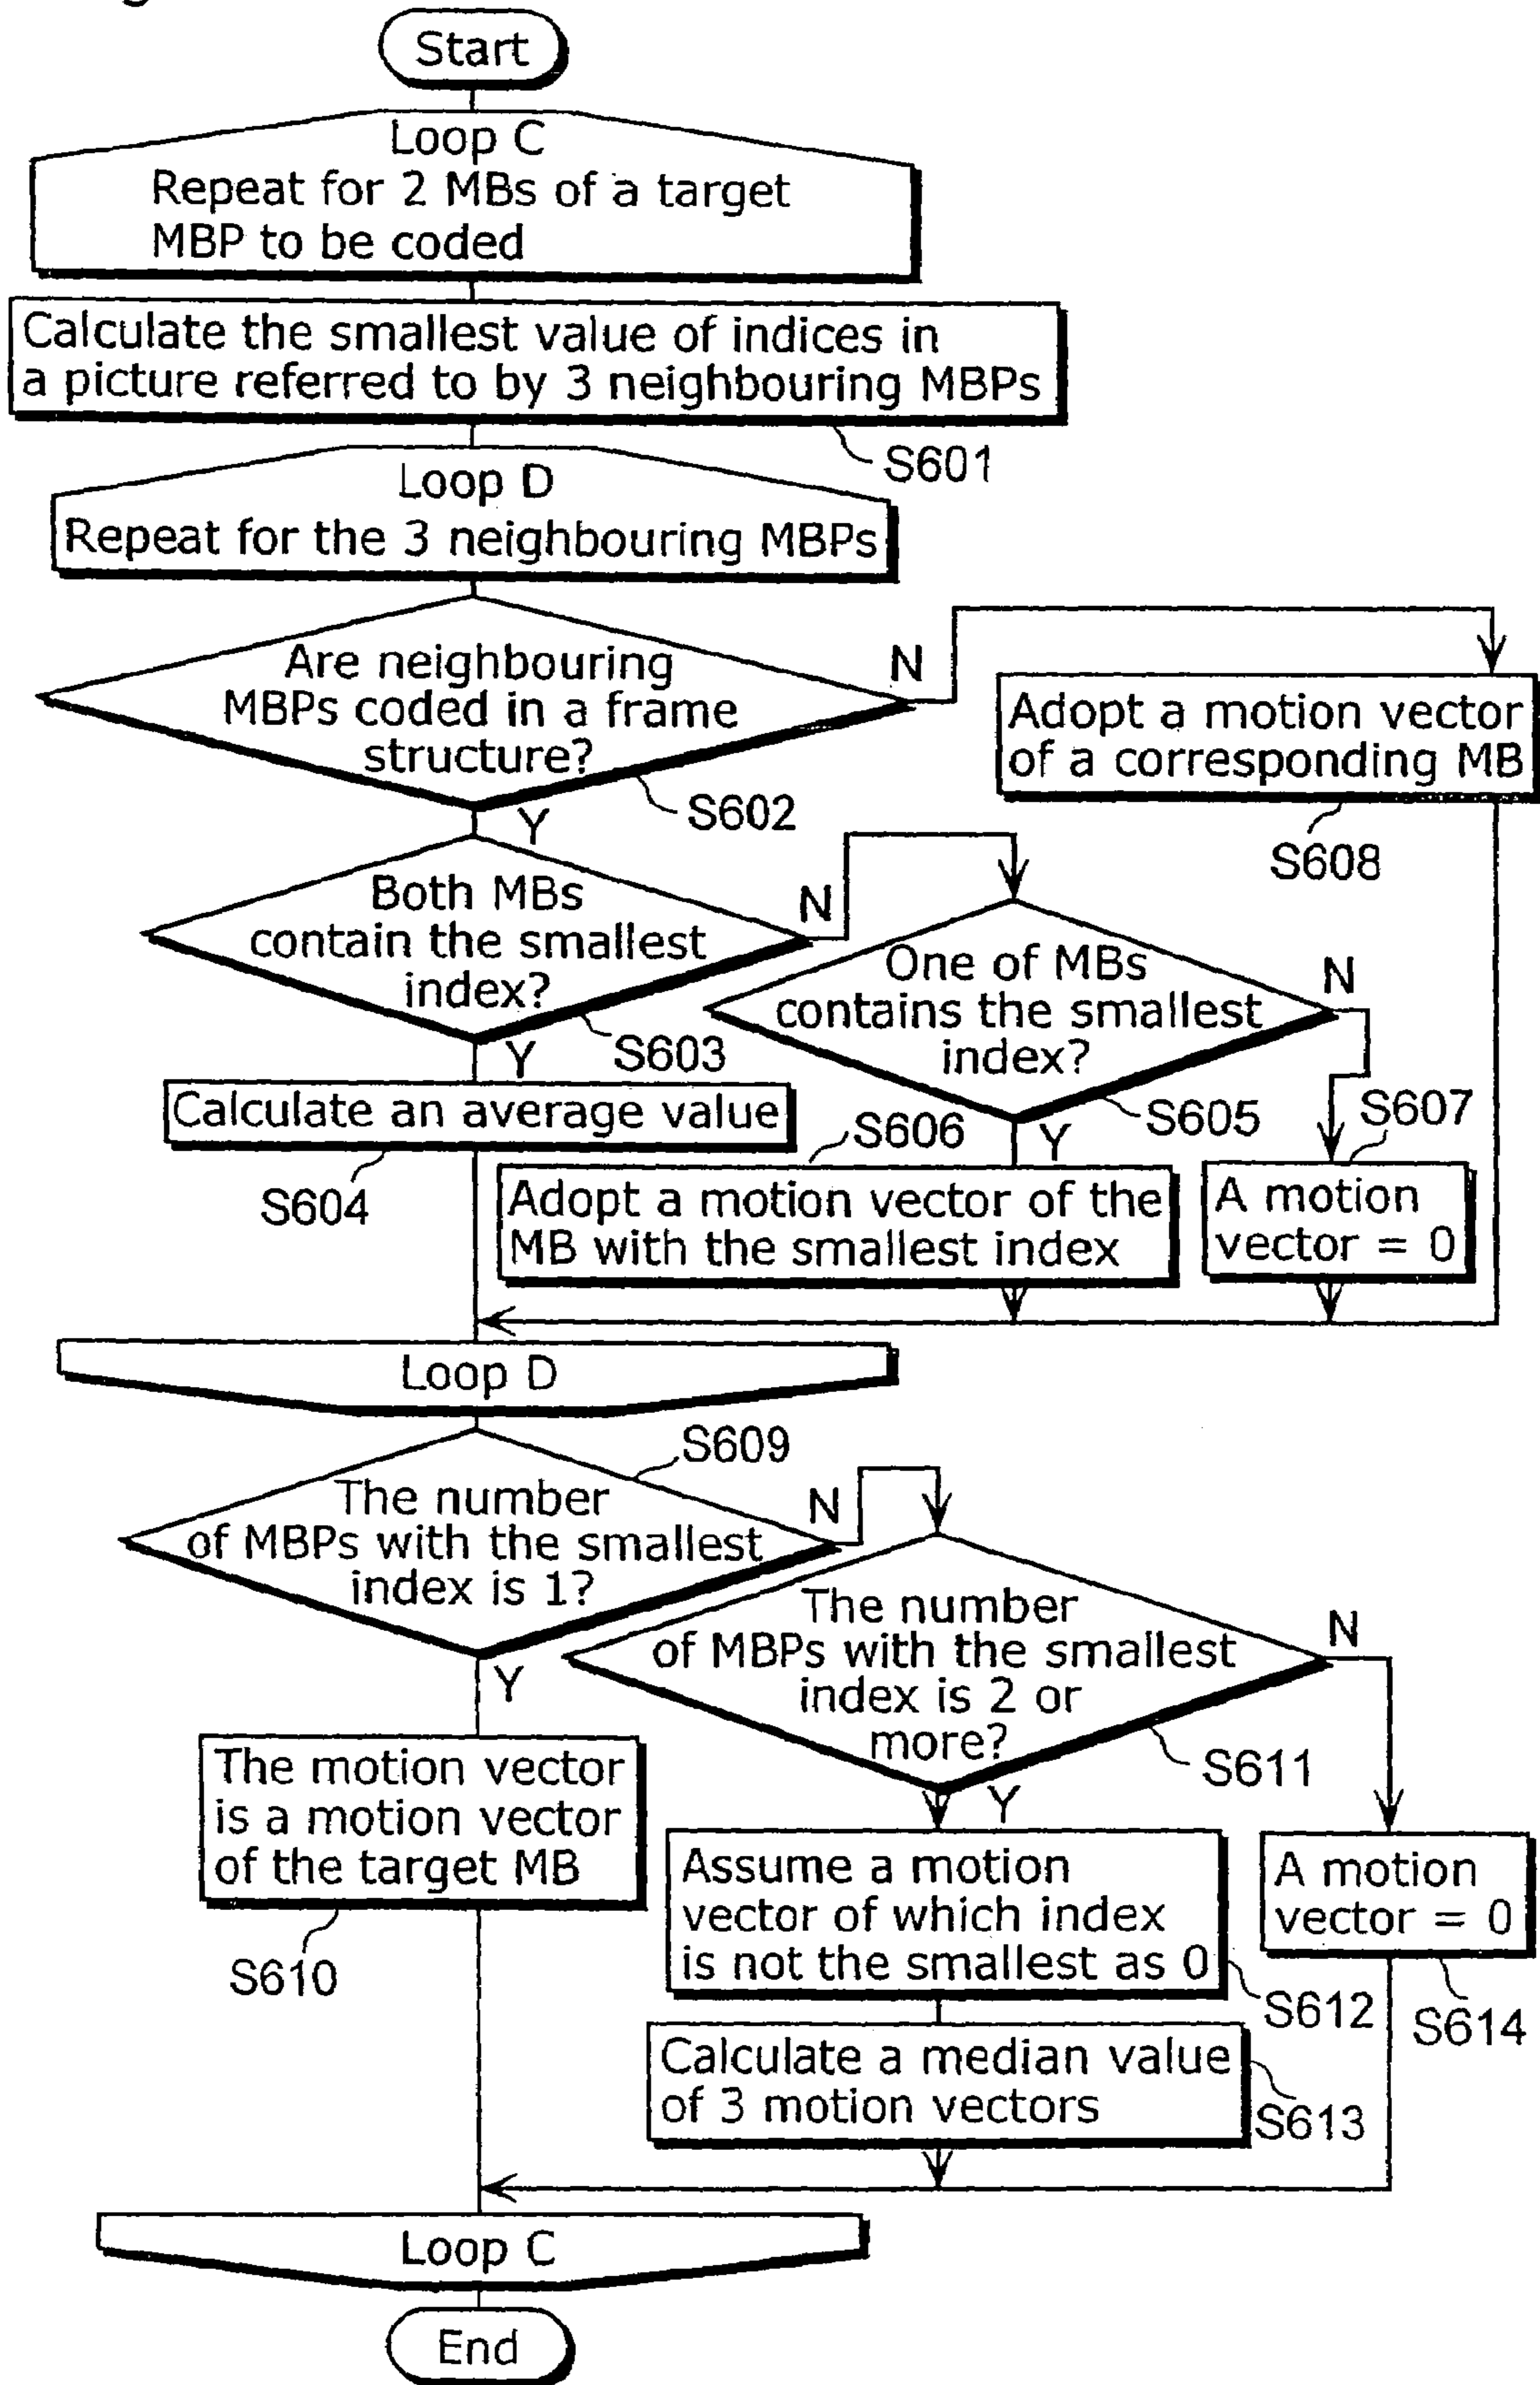 Start
Loop C
Repeat for 2 MBs of a target
MBP to be coded
Calculate the smallest value of indices in
a picture referred to by 3 neighbouring MBPs
S601
Loop D
Repeat for the 3 neighbouring MBPs
Are neighbouring
MBPs coded in a frame
structure?
N
Y
S602
Adopt a motion vector
of a corresponding MB
S608
Both MBs
contain the smallest
index?
N
Y
S603
One of MBs
contains the smallest
index?
N
Y
S605
Calculate an average value
S604
S606
Adopt a motion vector of the
MB with the smallest index
S607
A motion
vector = 0
Loop D
S609
The number
of MBPs with the smallest
index is 1?
N
Y
The number
of MBPs with the smallest
index is 2 or
more?
N
Y
S611
The motion vector
is a motion vector
of the target MB
S610
Assume a motion
vector of which index
is not the smallest as 0
S612
A motion
vector = 0
S614
Calculate a median value
of 3 motion vectors
S613
Loop C
End